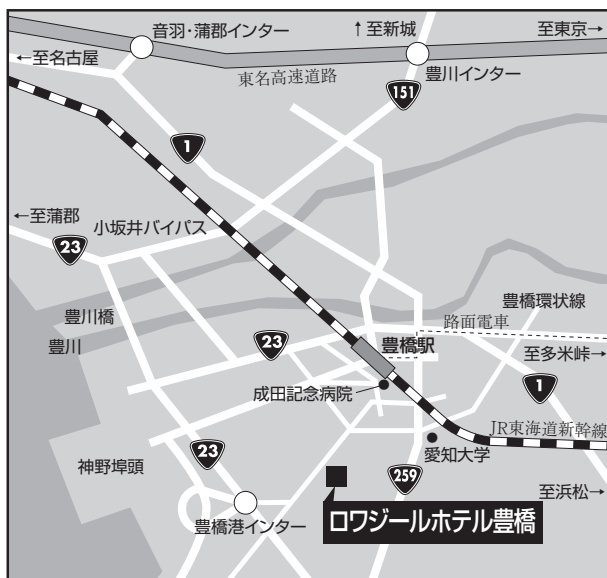 音羽・蒲郡インター
↑至新城
至東京→
←至名古屋
東名高速道路
豊川インター
151
1
←至蒲郡
小坂井バイパス
23
豊橋環状線
豊川橋
路面電車
豊川
23
豊橋駅
至多米峠→
成田記念病院
1
JR東海道新幹線
23
愛知大学
神野埠頭
259
至浜松→
豊橋港インター
ロワジールホテル豊橋